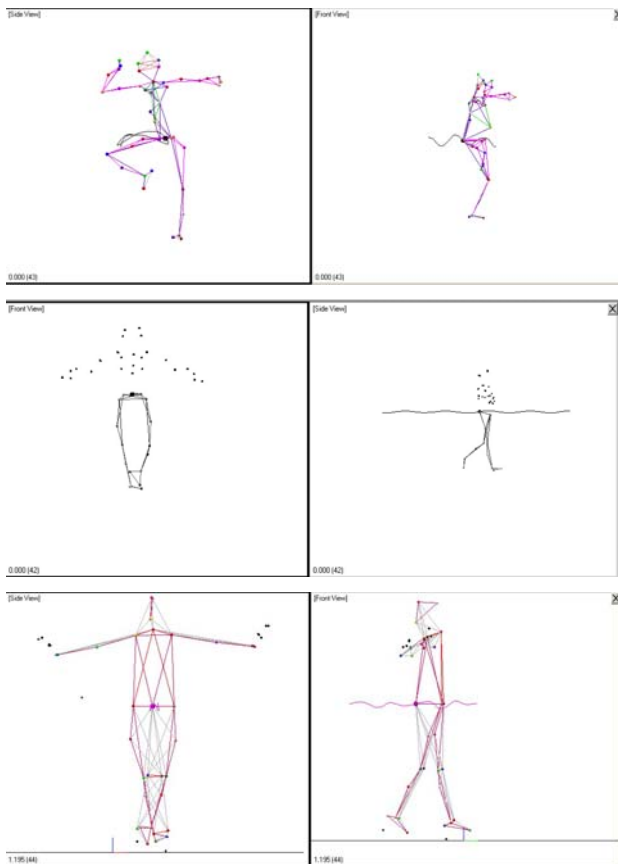 [Side View]
[Front View]
X
0.000 (43)
0.000 (43)
[Front View]
[Side View]
X
0.000 (42)
0.000 (42)
[Side View]
[Front View]
X
1.195 (44)
1.195 (44)